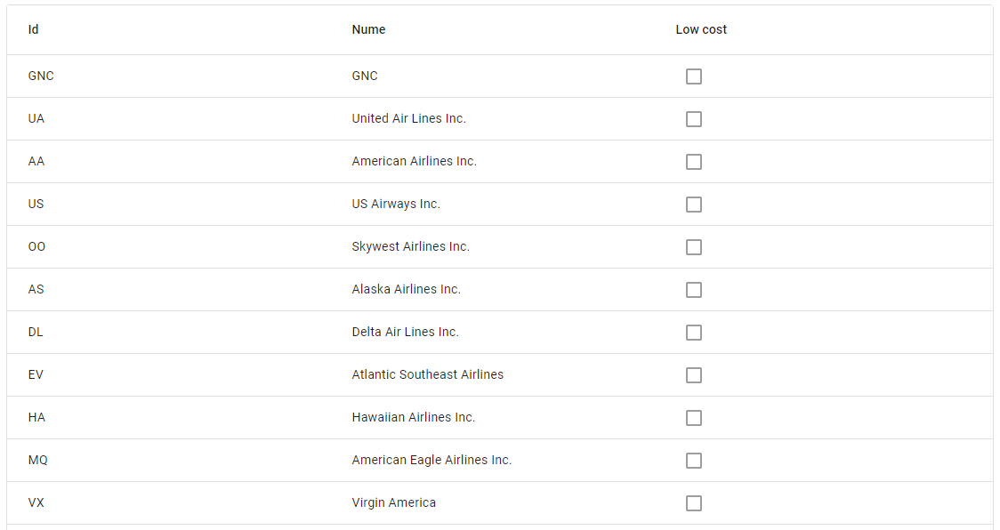 Id Nume Low cost
GNC GNC
UA United Air Lines Inc.
AA American Airlines Inc.
US US Airways Inc.
OO Skywest Airlines Inc.
AS Alaska Airlines Inc.
DL Delta Air Lines Inc.
EV Atlantic Southeast Airlines
HA Hawaiian Airlines Inc.
MQ American Eagle Airlines Inc.
VX Virgin America